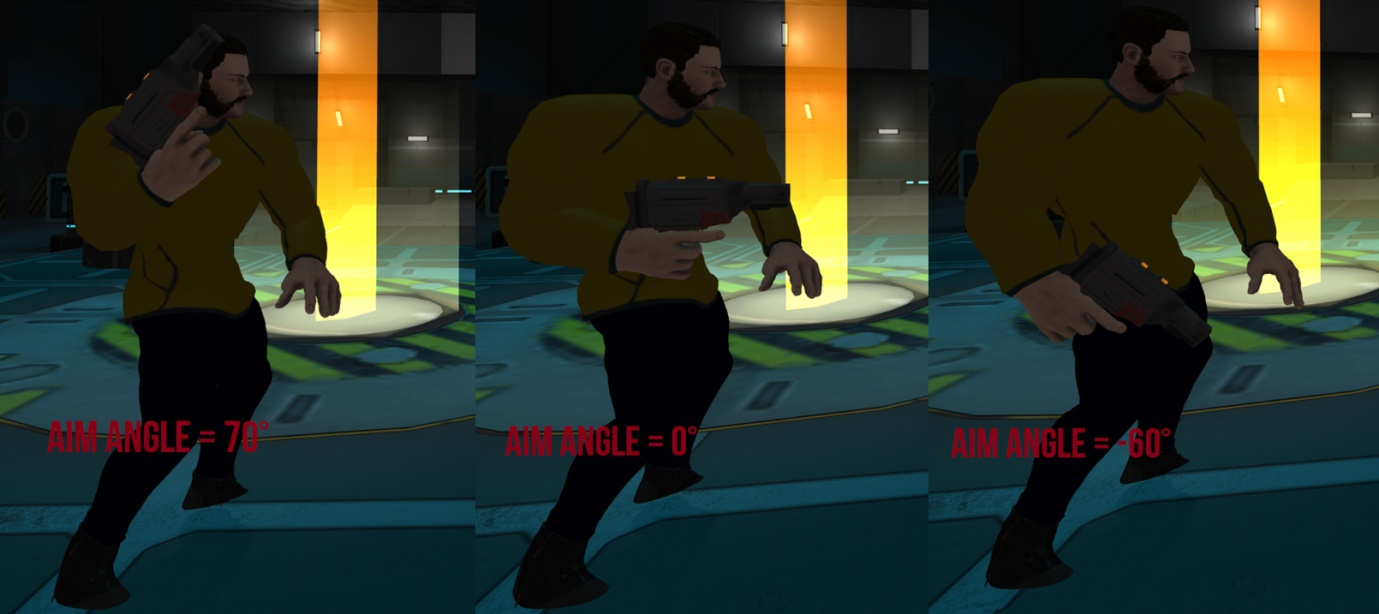 AIM ANGLE = 70°
AIM ANGLE = 0°
AIM ANGLE = -60°